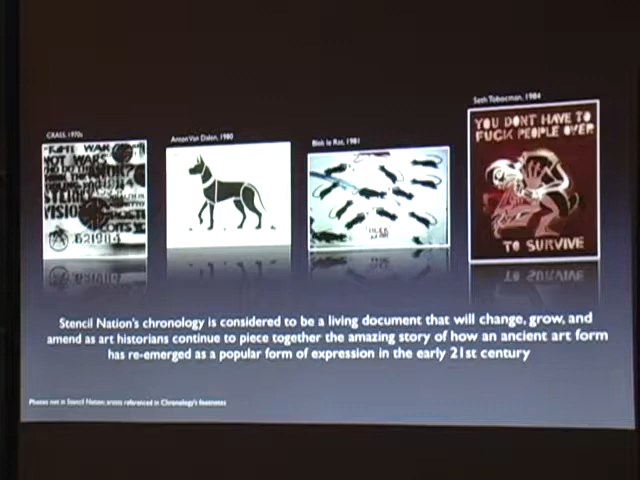 CRASS, 1970s
Anton Van Dalen, 1980
Blek le Rat, 1981
Seth Tobocman, 1984
NOT WARS
621984
YOU DONT HAVE TO
FUCK PEOPLE OVER
TO SURVIVE
Stencil Nation's chronology is considered to be a living document that will change, grow, and
amend as art historians continue to piece together the amazing story of how an ancient art form
has re-emerged as a popular form of expression in the early 21st century
Photos not in Stencil Nation; artists referenced in Chronology's footnotes